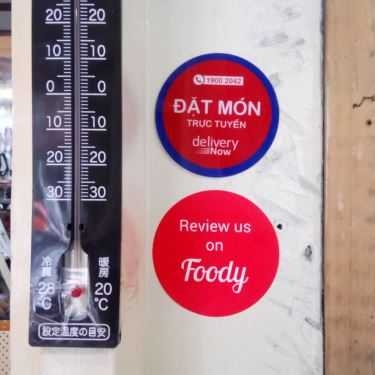 20 20
10 10
0 0
10 10
20 20
30 30
冷房 暖房
28℃ 20℃
設定温度の目安
1900 2042
ĐẶT MÓN
TRỰC TUYẾN
delivery
Now
Review us
on
Foody